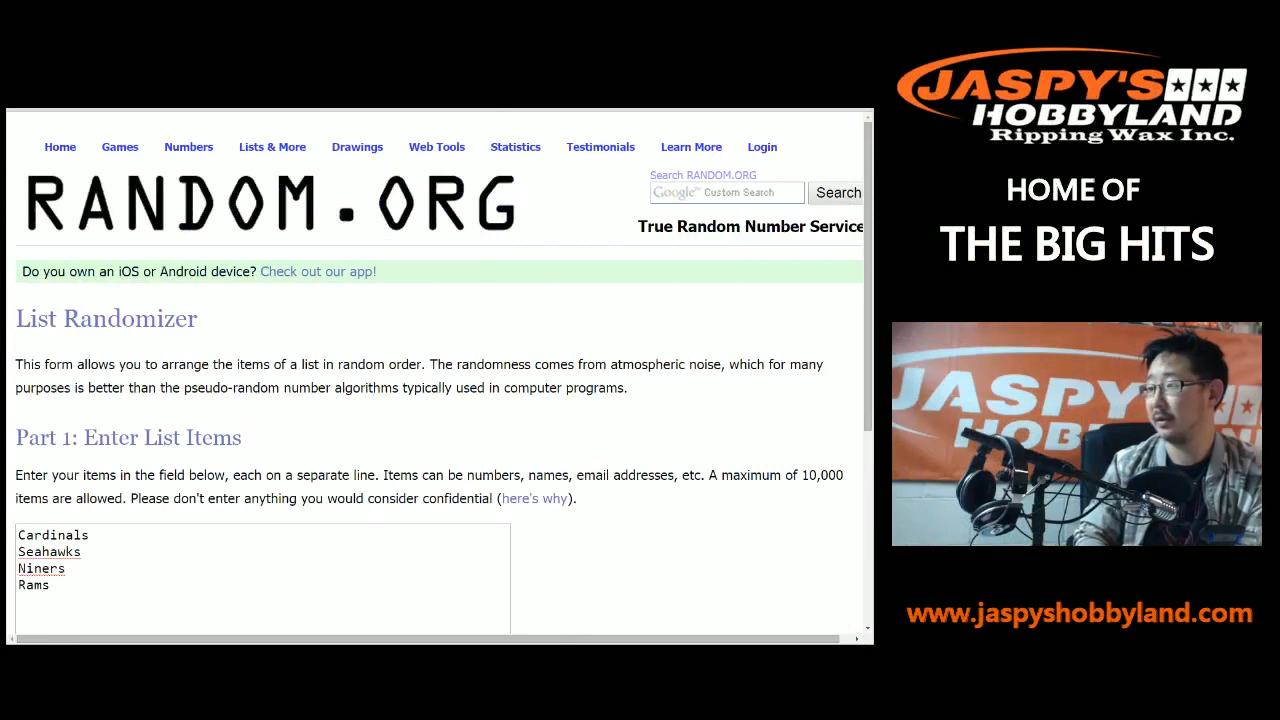 Home Games Numbers Lists & More Drawings Web Tools Statistics Testimonials Learn More Login
RANDOM.ORG
Search RANDOM.ORG
Google™ Custom Search Search
True Random Number Service
Do you own an iOS or Android device? Check out our app!
List Randomizer
This form allows you to arrange the items of a list in random order. The randomness comes from atmospheric noise, which for many
purposes is better than the pseudo-random number algorithms typically used in computer programs.
Part 1: Enter List Items
Enter your items in the field below, each on a separate line. Items can be numbers, names, email addresses, etc. A maximum of 10,000
items are allowed. Please don't enter anything you would consider confidential (here's why).
Cardinals
Seahawks
Niners
Rams
JASPY'S
HOBBYLAND
Ripping Wax Inc.
HOME OF
THE BIG HITS
JASPY
HOBB
www.jaspyshobbyland.com